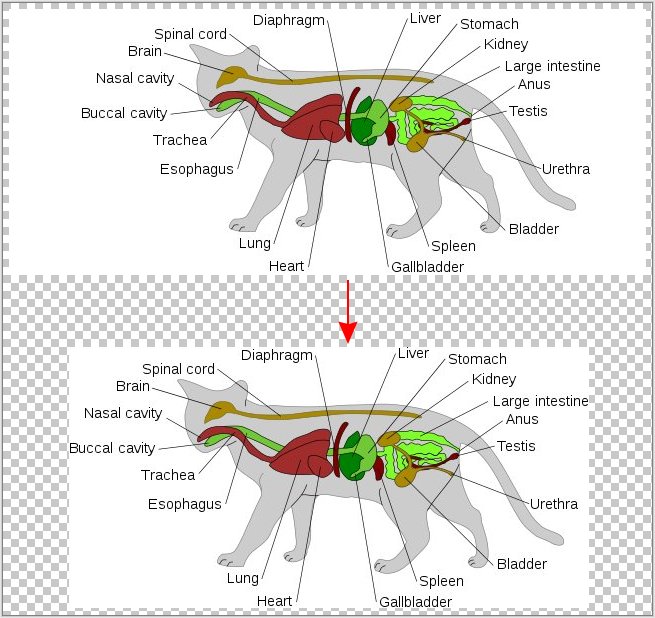 Diaphragm
Liver
Stomach
Spinal cord
Kidney
Brain
Large intestine
Nasal cavity
Anus
Buccal cavity
Testis
Trachea
Esophagus
Urethra
Bladder
Lung
Spleen
Heart
Gallbladder
Diaphragm
Liver
Stomach
Spinal cord
Kidney
Brain
Large intestine
Nasal cavity
Anus
Buccal cavity
Testis
Trachea
Esophagus
Urethra
Bladder
Lung
Spleen
Heart
Gallbladder